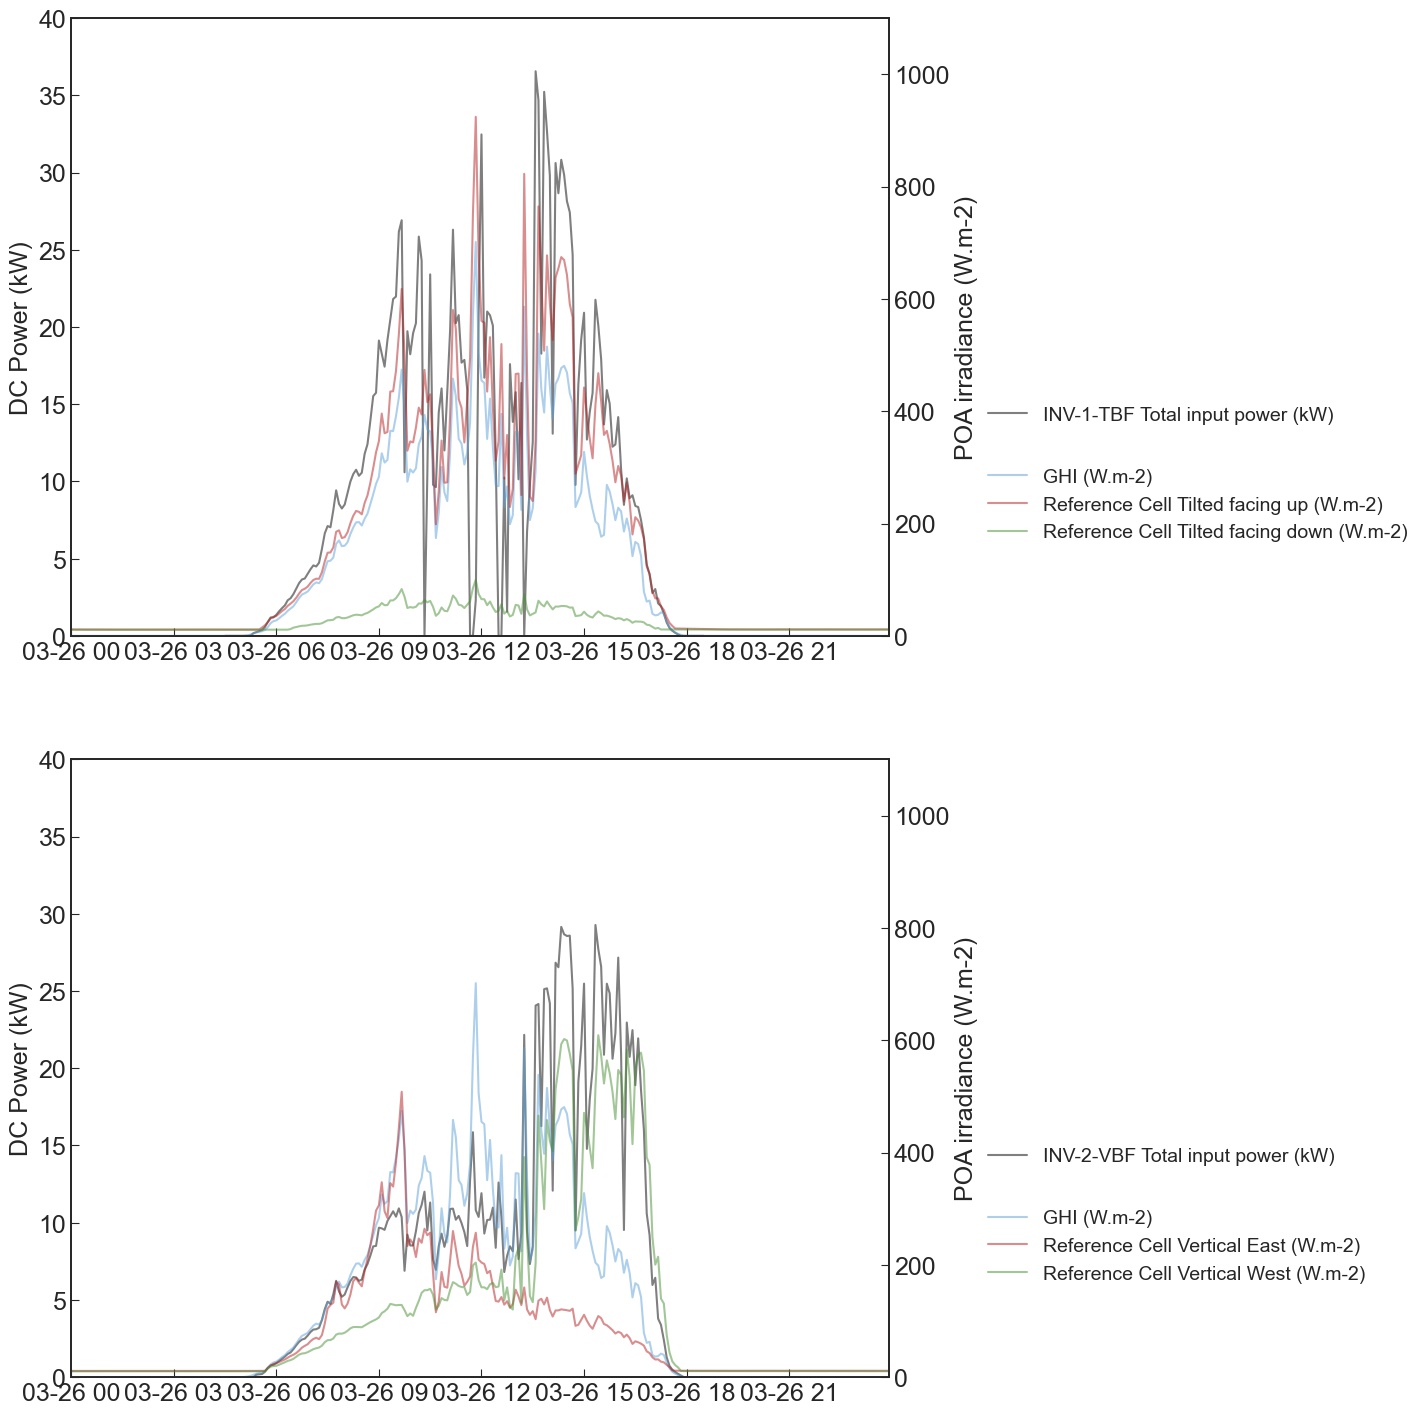 40
35
30
25
20
15
10
5
0
DC Power (kW)
1000
800
600
400
200
0
POA irradiance (W.m-2)
03-26 00 03-26 03 03-26 06 03-26 09 03-26 12 03-26 15 03-26 18 03-26 21
INV-1-TBF Total input power (kW)
GHI (W.m-2)
Reference Cell Tilted facing up (W.m-2)
Reference Cell Tilted facing down (W.m-2)
40
35
30
25
20
15
10
5
0
DC Power (kW)
1000
800
600
400
200
0
POA irradiance (W.m-2)
03-26 00 03-26 03 03-26 06 03-26 09 03-26 12 03-26 15 03-26 18 03-26 21
INV-2-VBF Total input power (kW)
GHI (W.m-2)
Reference Cell Vertical East (W.m-2)
Reference Cell Vertical West (W.m-2)